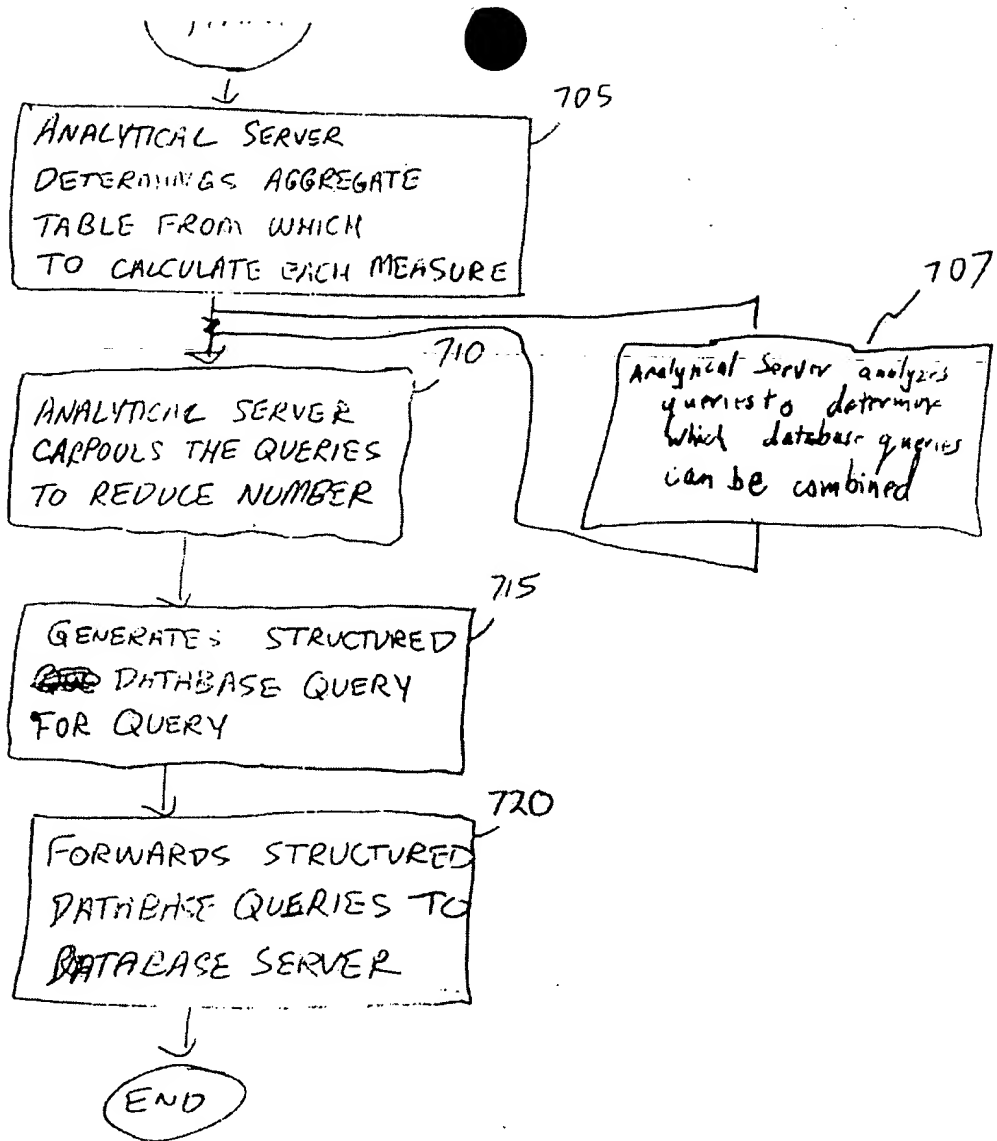 705
ANALYTICAL SERVER
DETERMINES AGGREGATE
TABLE FROM WHICH
TO CALCULATE EACH MEASURE
707
Analytical Server analyzes
queries to determine
which database queries
can be combined
710
ANALYTICAL SERVER
CARPOOLS THE QUERIES
TO REDUCE NUMBER
715
GENERATES STRUCTURED
DATABASE QUERY
FOR QUERY
720
FORWARDS STRUCTURED
DATABASE QUERIES TO
DATABASE SERVER
END